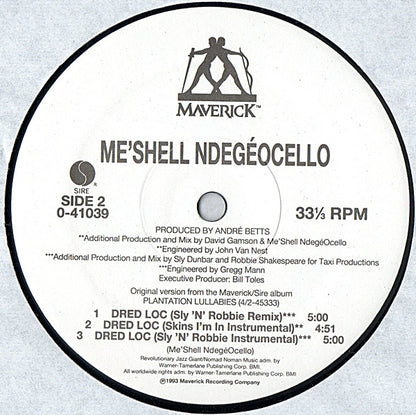 MAVERICK™
ME'SHELL NDEGÉOCELLO
SIRE
SIDE 2
0-41039
33⅓ RPM
PRODUCED BY ANDRÉ BETTS
**Additional Production and Mix by David Gamson & Me'Shell NdegéOcello
**Engineered by John Van Nest
***Additional Production and Mix by Sly Dunbar and Robbie Shakespeare for Taxi Productions
***Engineered by Gregg Mann
Executive Producer: Bill Toles
Original version from the Maverick/Sire album
PLANTATION LULLABIES (4/2-45333)
1 DRED LOC (Sly 'N' Robbie Remix)*** 5:00
2 DRED LOC (Skins I'm In Instrumental)** 4:51
3 DRED LOC (Sly 'N' Robbie Instrumental)*** 5:00
(Me'Shell NdegéOcello)
Revolutionary Jazz Giant/Nomad Noman Music adm. by
Warner-Tamerlane Publishing Corp. BMI.
All worldwide rights adm. by Warner-Tamerlane Publishing Corp. BMI
℗1993 Maverick Recording Company